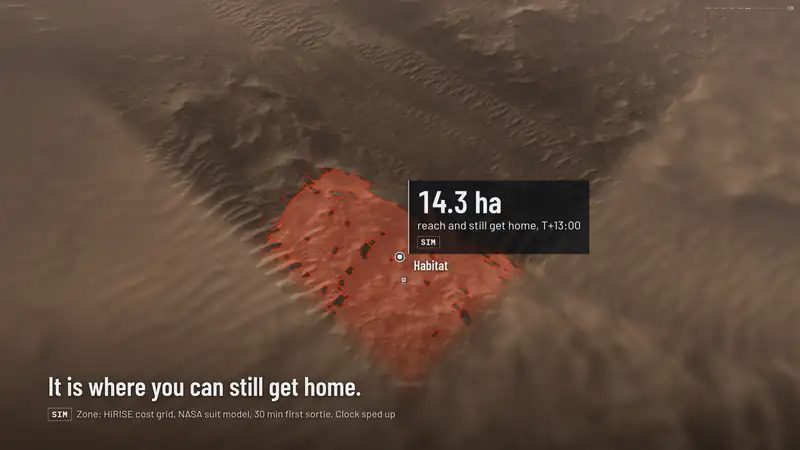 14.3 ha
reach and still get home, T+13:00
SIM
Habitat
It is where you can still get home.
SIM Zone: HiRISE cost grid, NASA suit model, 30 min first sortie. Clock sped up